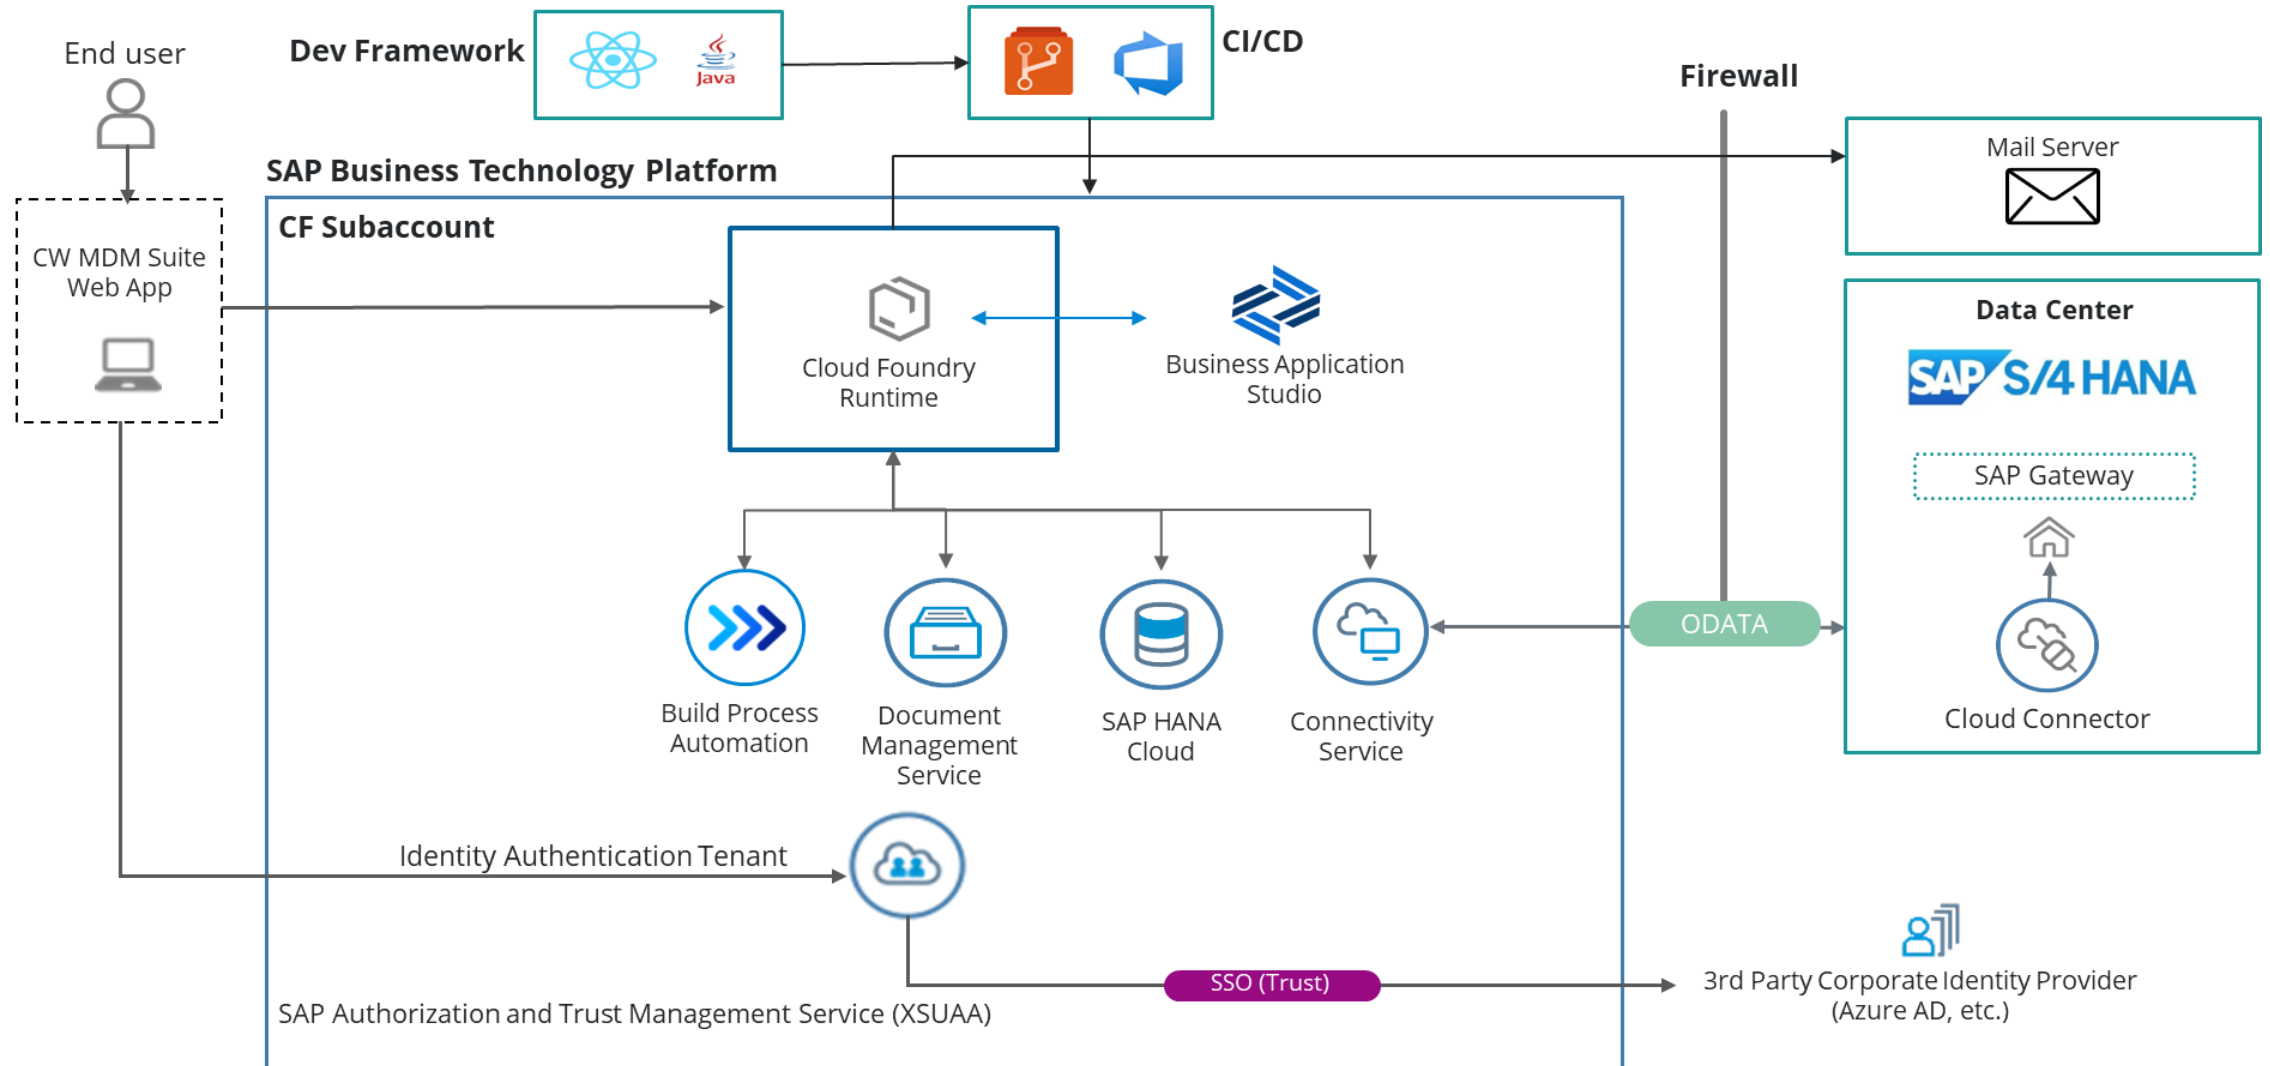 End user
Dev Framework
Java
CI/CD
Firewall
SAP Business Technology Platform
Mail Server
CF Subaccount
CW MDM Suite
Web App
Cloud Foundry
Runtime
Business Application
Studio
Data Center
SAP S/4HANA
SAP Gateway
ODATA
Cloud Connector
Build Process
Automation
Document
Management
Service
SAP HANA
Cloud
Connectivity
Service
Identity Authentication Tenant
SSO (Trust)
3rd Party Corporate Identity Provider
(Azure AD, etc.)
SAP Authorization and Trust Management Service (XSUAA)